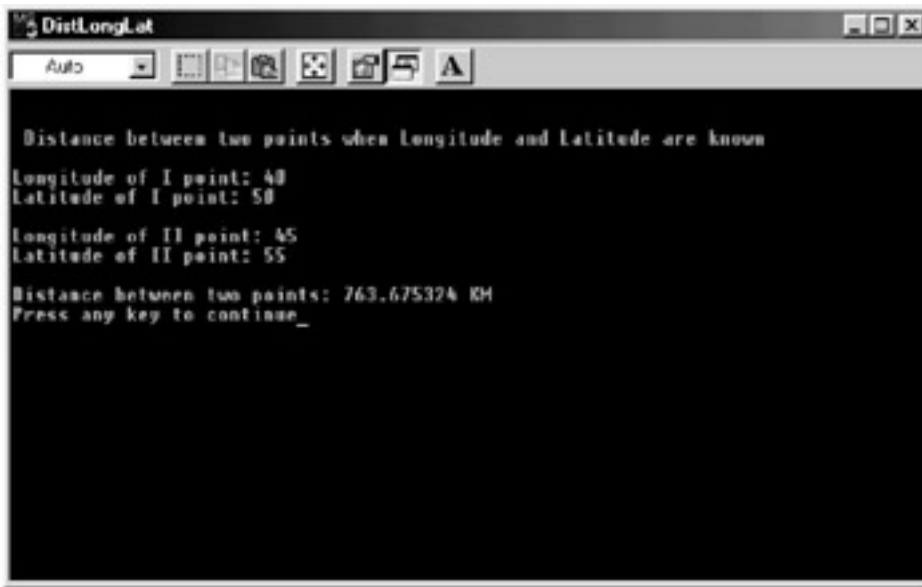 DistLongLat
Auto
A
Distance between two points when Longitude and Latitude are known
Longitude of I point: 40
Latitude of I point: 50
Longitude of II point: 45
Latitude of II point: 55
Distance between two points: 763.675324 KM
Press any key to continue_